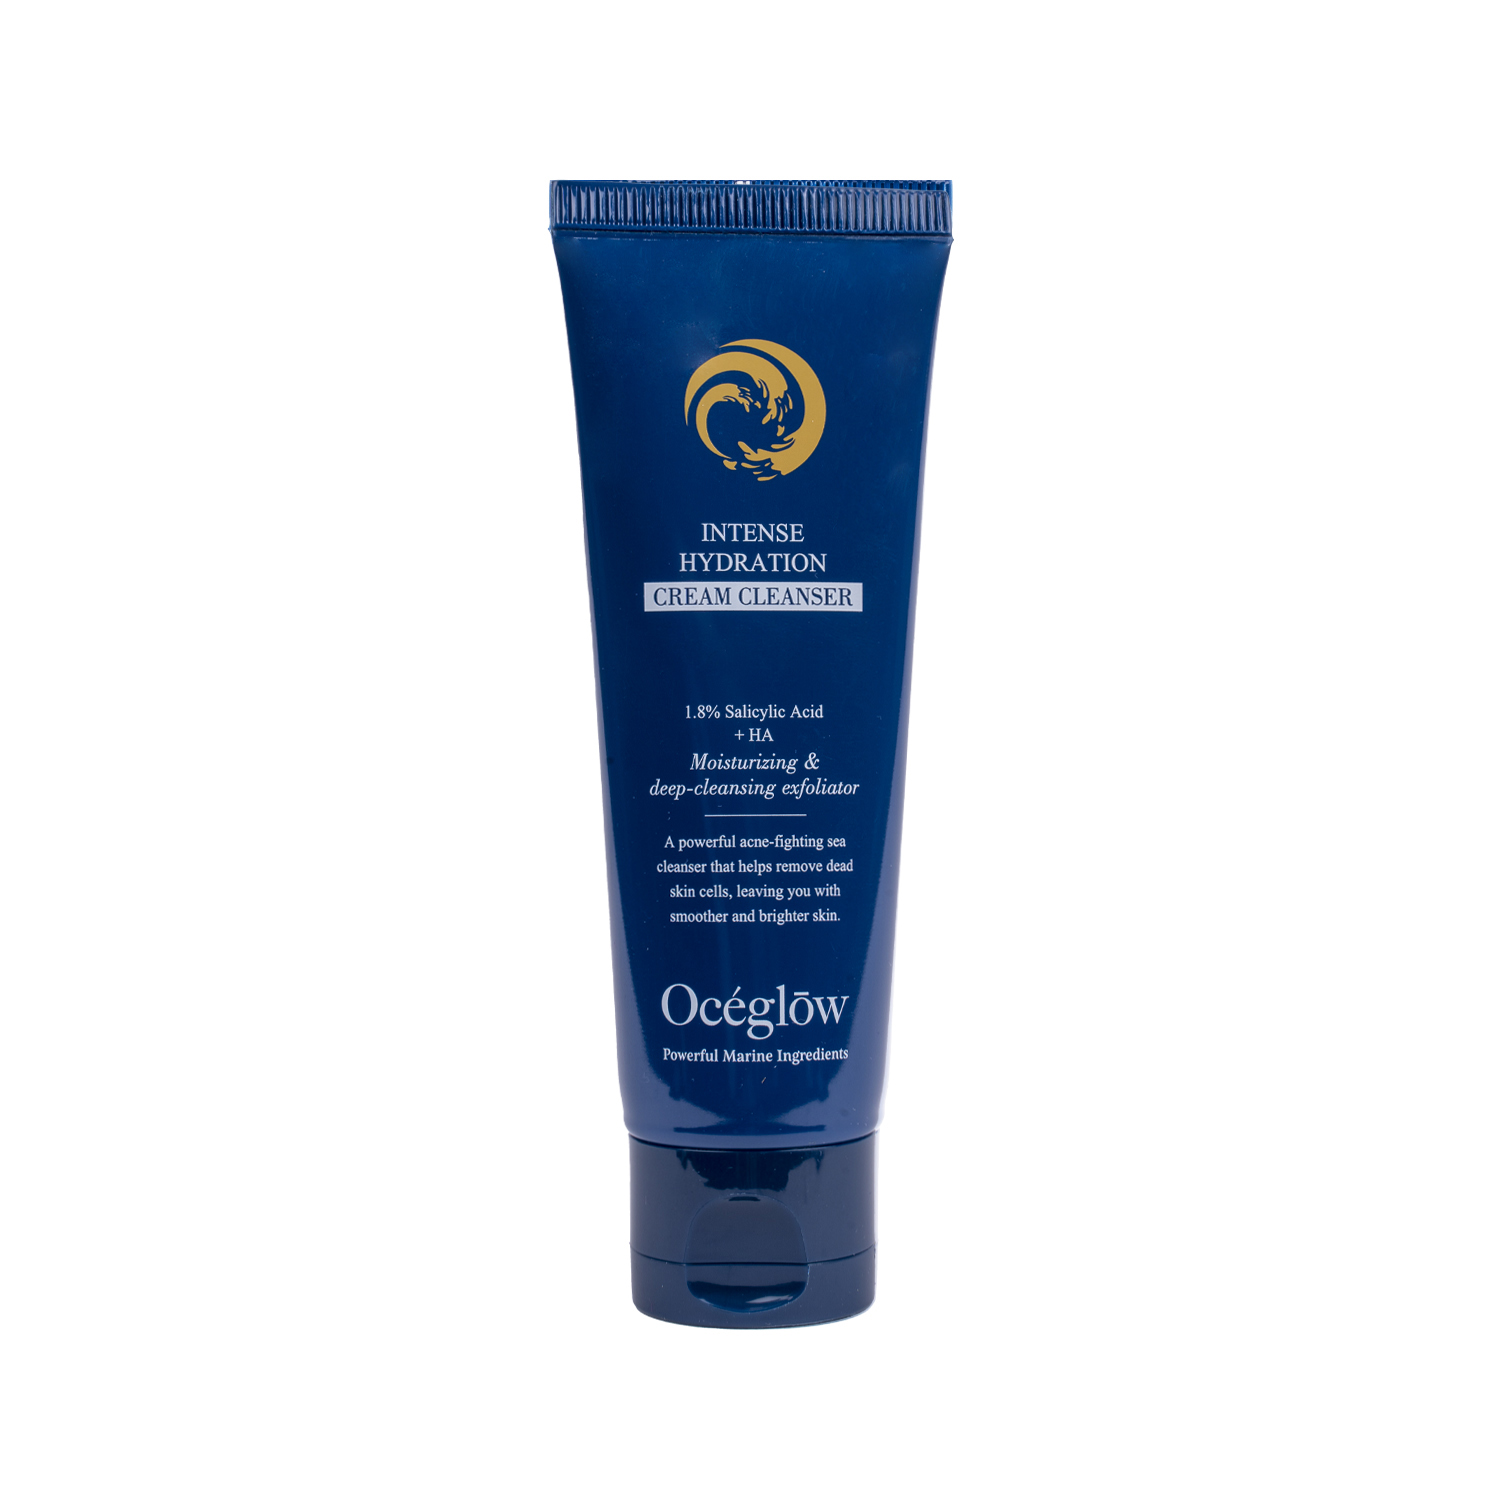 INTENSE
HYDRATION
CREAM CLEANSER
1.8% Salicylic Acid
+ HA
Moisturizing &
deep-cleansing exfoliator
A powerful acne-fighting sea
cleanser that helps remove dead
skin cells, leaving you with
smoother and brighter skin.
Océglōw
Powerful Marine Ingredients